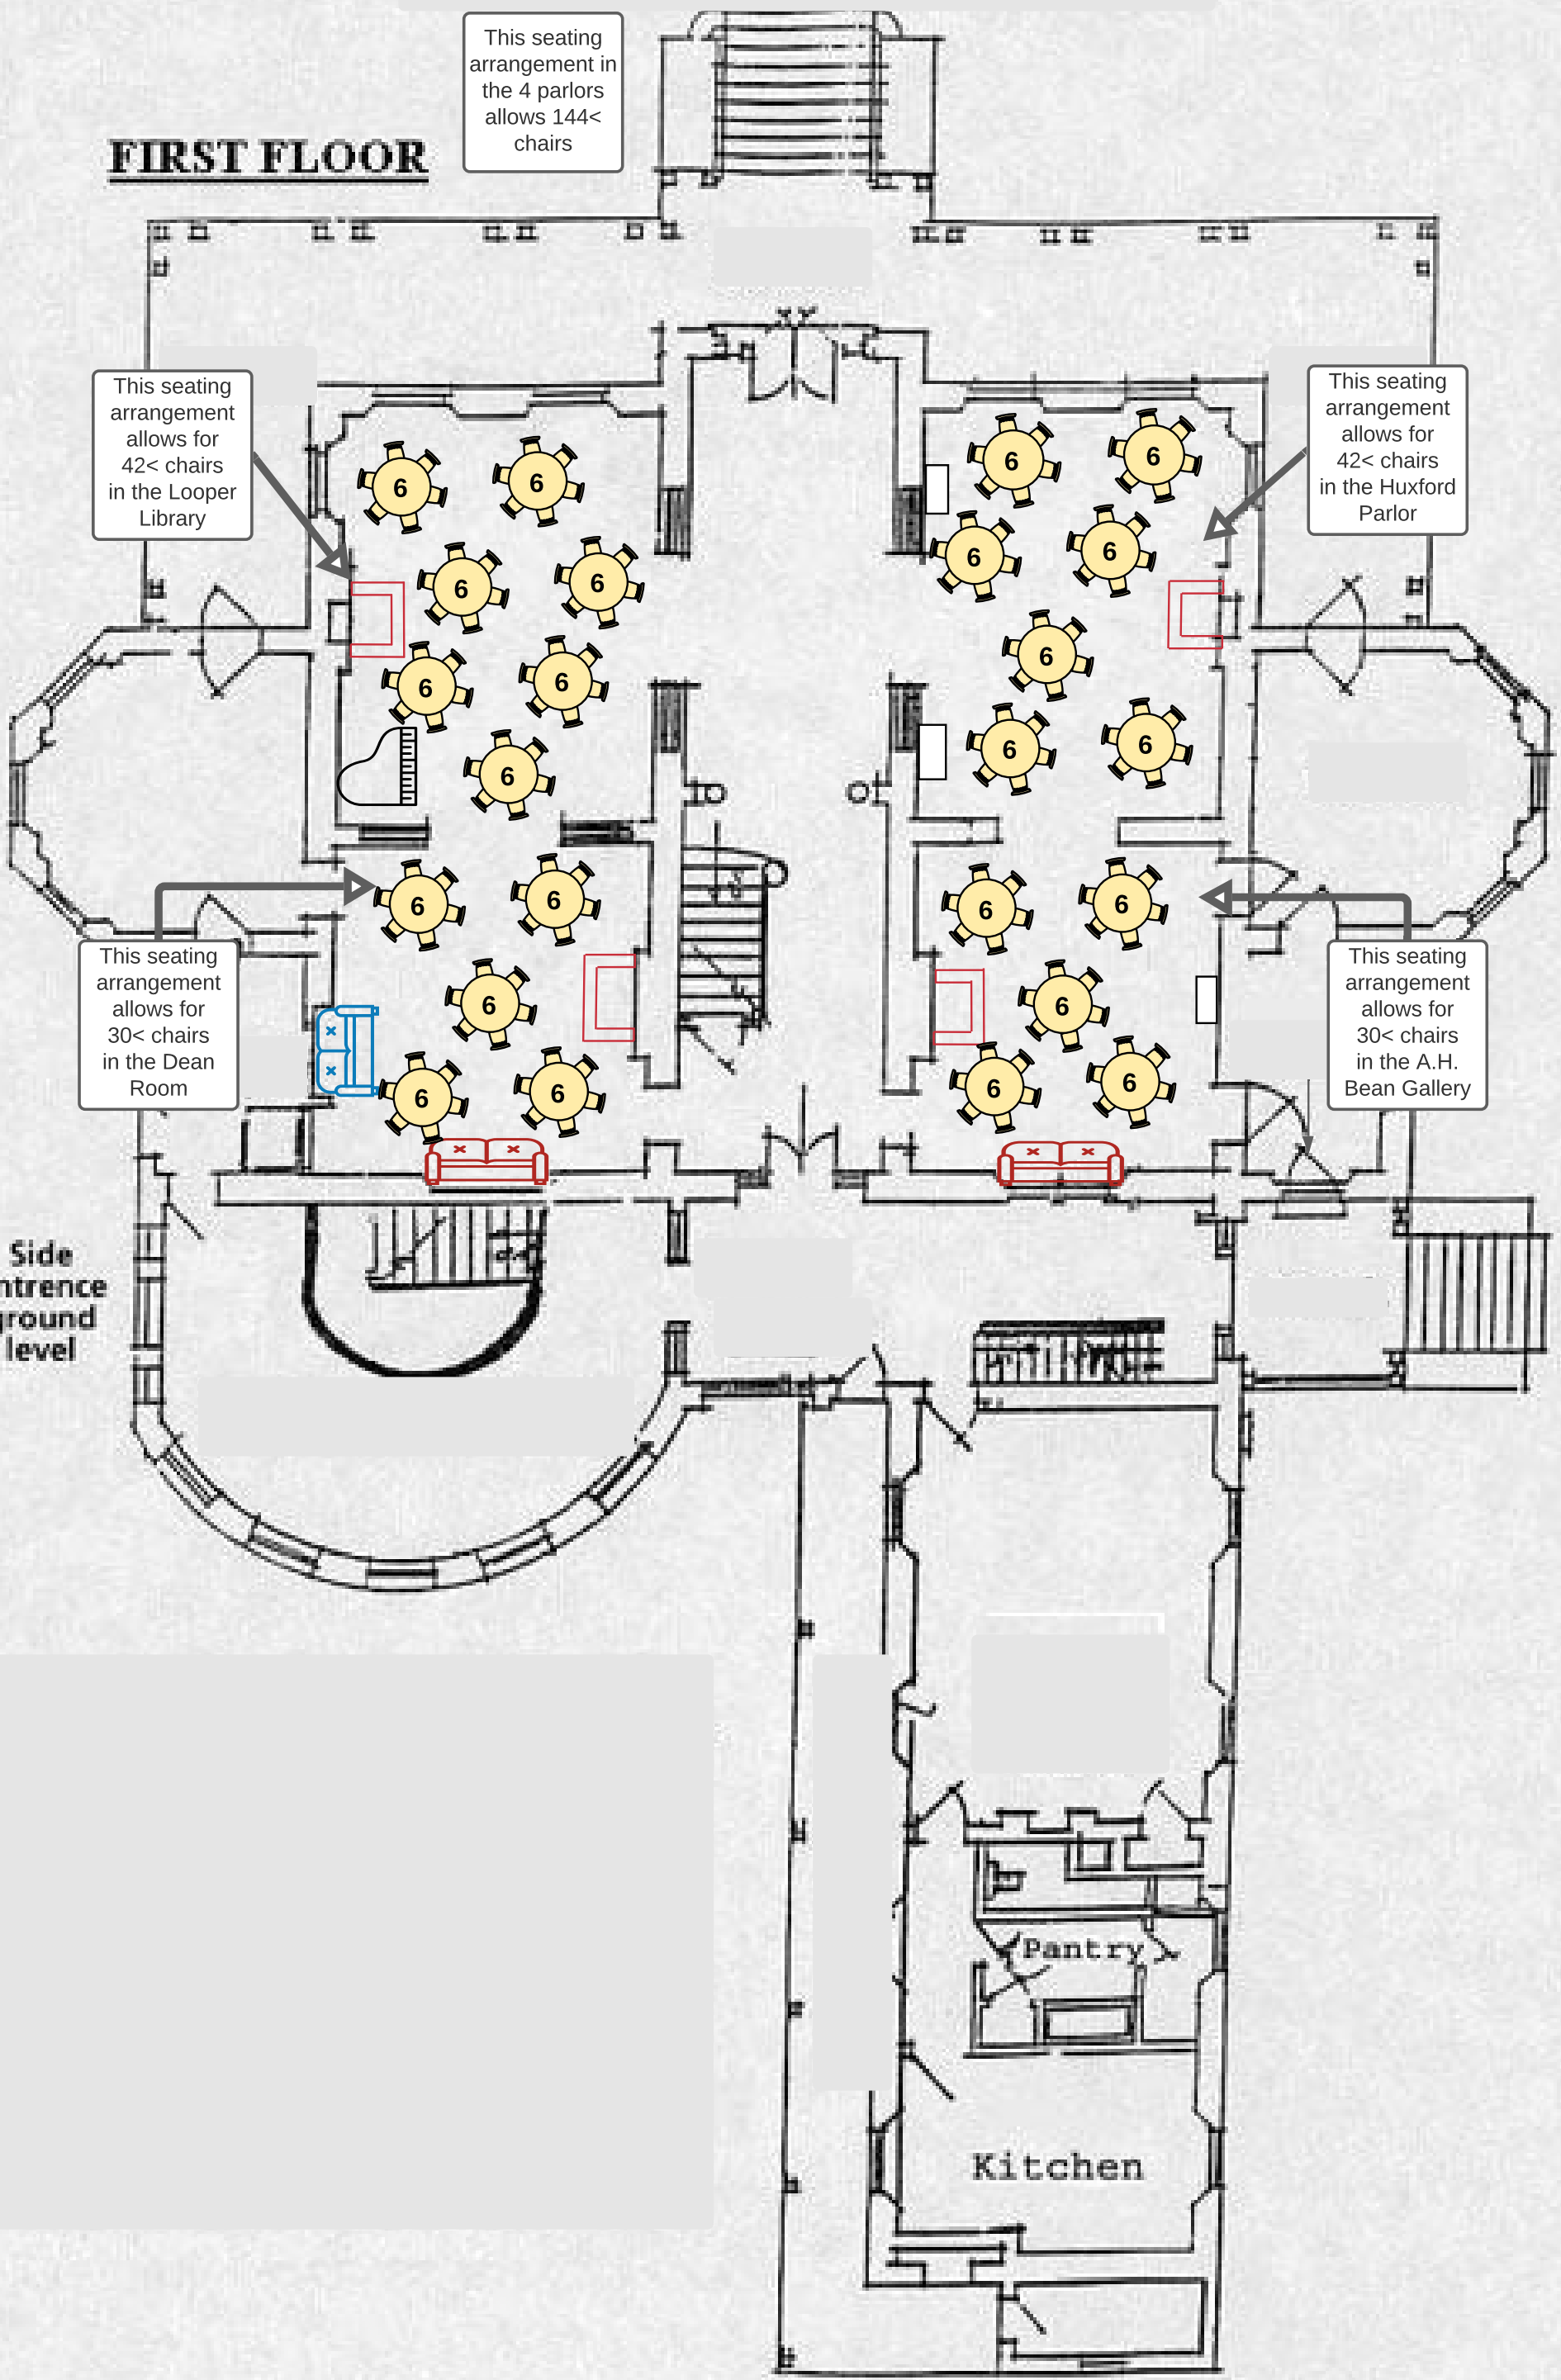 This seating
arrangement in
the 4 parlors
allows 144<
chairs
FIRST FLOOR
This seating
arrangement
allows for
42< chairs
in the Looper
Library
This seating
arrangement
allows for
42< chairs
in the Huxford
Parlor
6 6
6 6
6 6
6
6 6
6 6
6
6 6
This seating
arrangement
allows for
30< chairs
in the Dean
Room
6 6
6
6 6
6 6
6
6 6
This seating
arrangement
allows for
30< chairs
in the A.H.
Bean Gallery
Side
ntrence
ground
level
Pantry
Kitchen